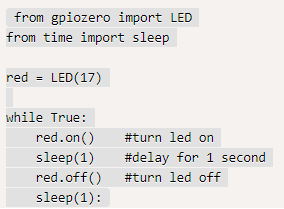 from gpiozero import LED
from time import sleep

red = LED(17)

while True:
    red.on()    #turn led on
    sleep(1)    #delay for 1 second
    red.off()   #turn led off
    sleep(1):